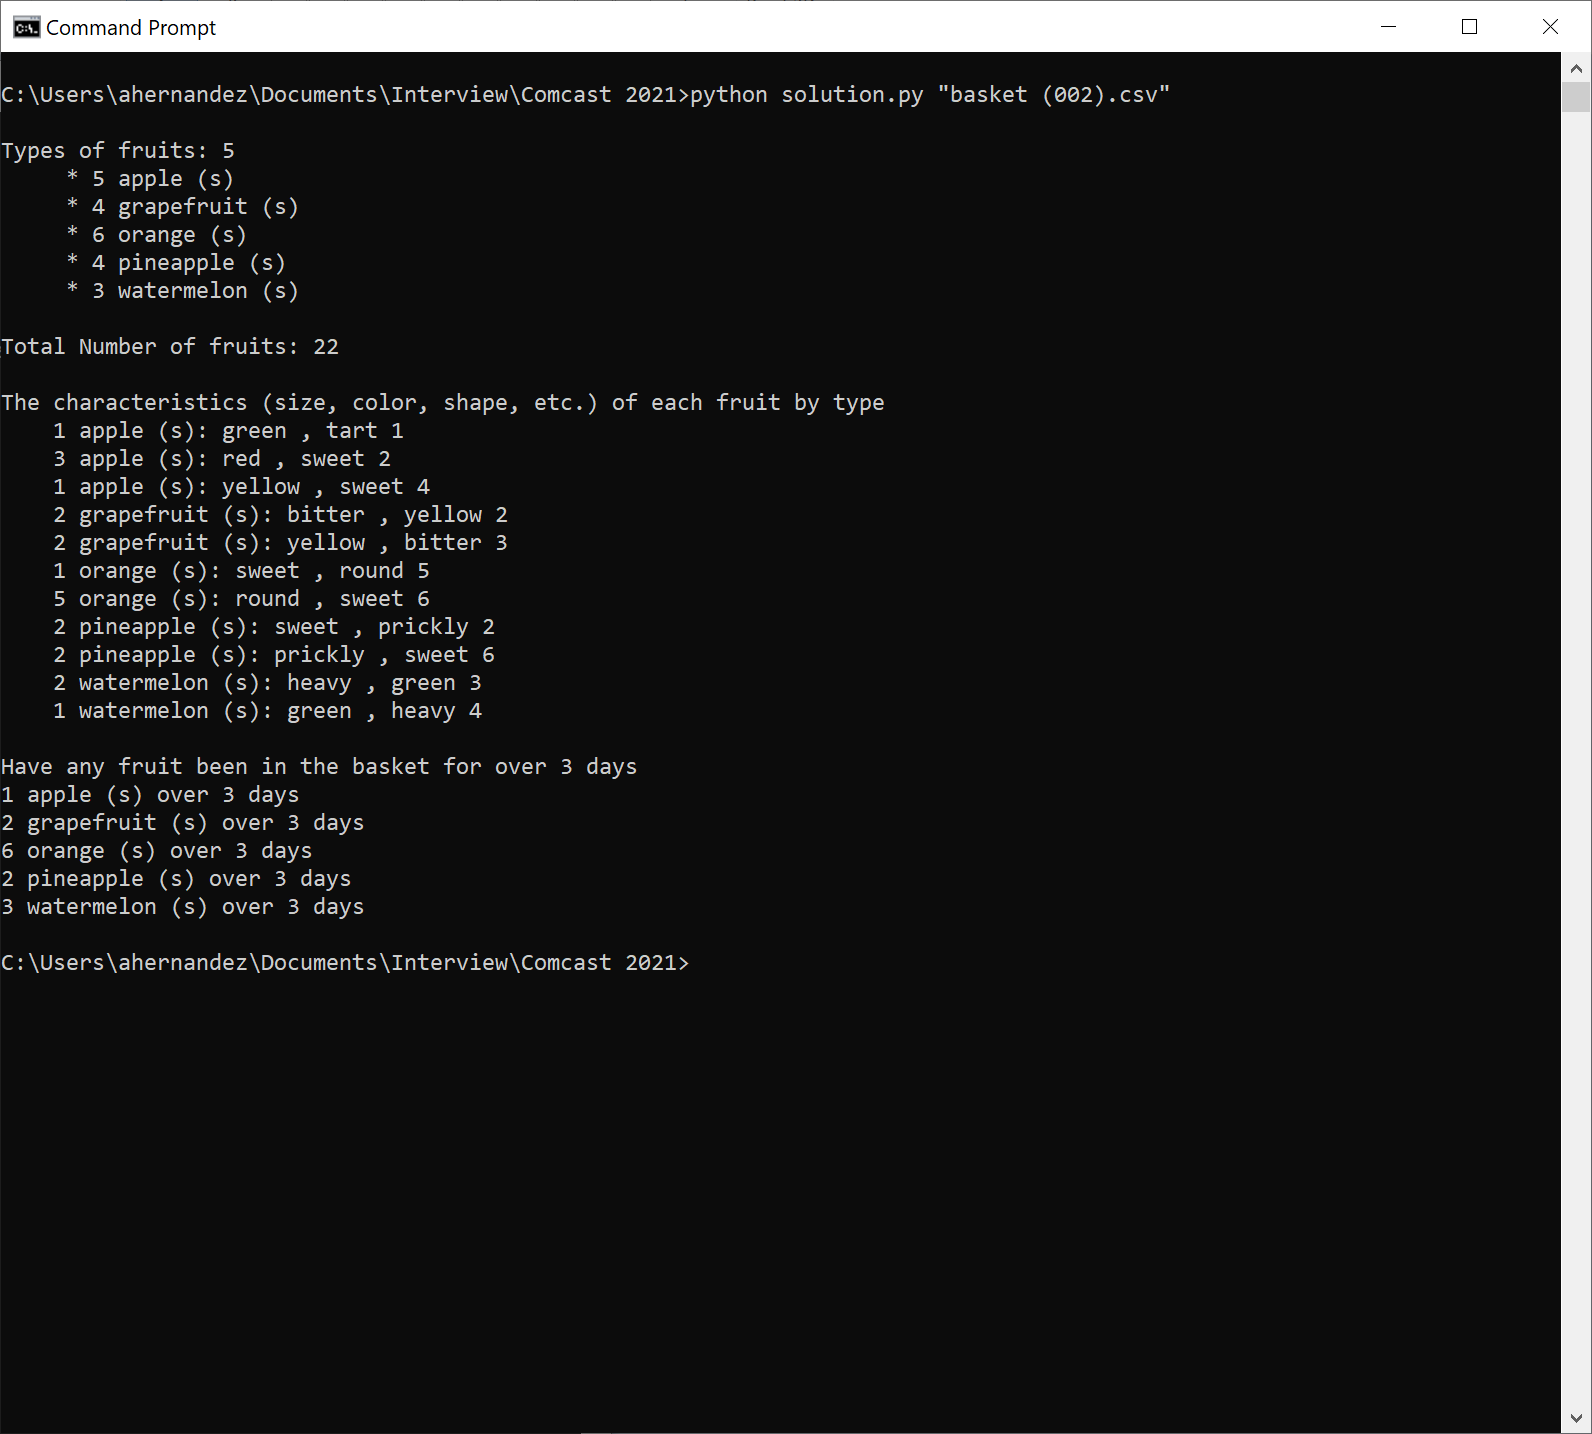 Command Prompt
C:\Users\ahernandez\Documents\Interview\Comcast 2021>python solution.py "basket (002).csv"
Types of fruits: 5
* 5 apple (s)
* 4 grapefruit (s)
* 6 orange (s)
* 4 pineapple (s)
* 3 watermelon (s)
Total Number of fruits: 22
The characteristics (size, color, shape, etc.) of each fruit by type
1 apple (s): green , tart 1
3 apple (s): red , sweet 2
1 apple (s): yellow , sweet 4
2 grapefruit (s): bitter , yellow 2
2 grapefruit (s): yellow , bitter 3
1 orange (s): sweet , round 5
5 orange (s): round , sweet 6
2 pineapple (s): sweet , prickly 2
2 pineapple (s): prickly , sweet 6
2 watermelon (s): heavy , green 3
1 watermelon (s): green , heavy 4
Have any fruit been in the basket for over 3 days
1 apple (s) over 3 days
2 grapefruit (s) over 3 days
6 orange (s) over 3 days
2 pineapple (s) over 3 days
3 watermelon (s) over 3 days
C:\Users\ahernandez\Documents\Interview\Comcast 2021>